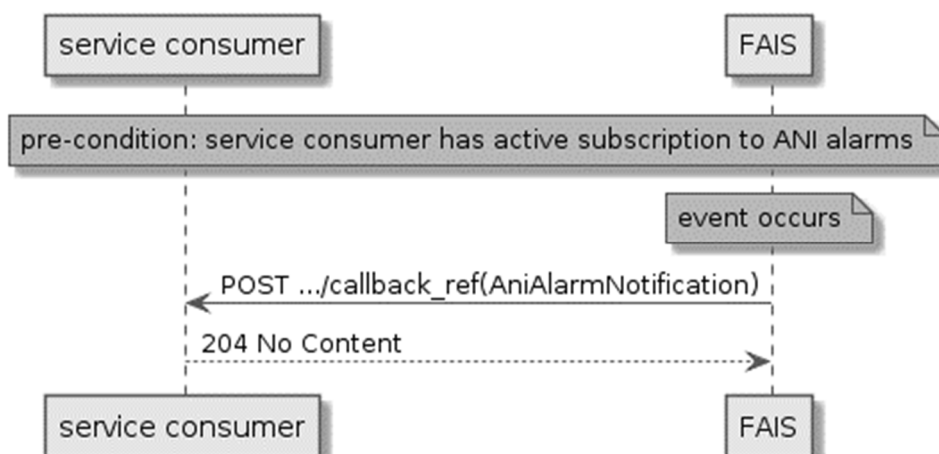 service consumer
FAIS
pre-condition: service consumer has active subscription to ANI alarms
event occurs
POST .../callback_ref(AniAlarmNotification)
204 No Content
service consumer
FAIS